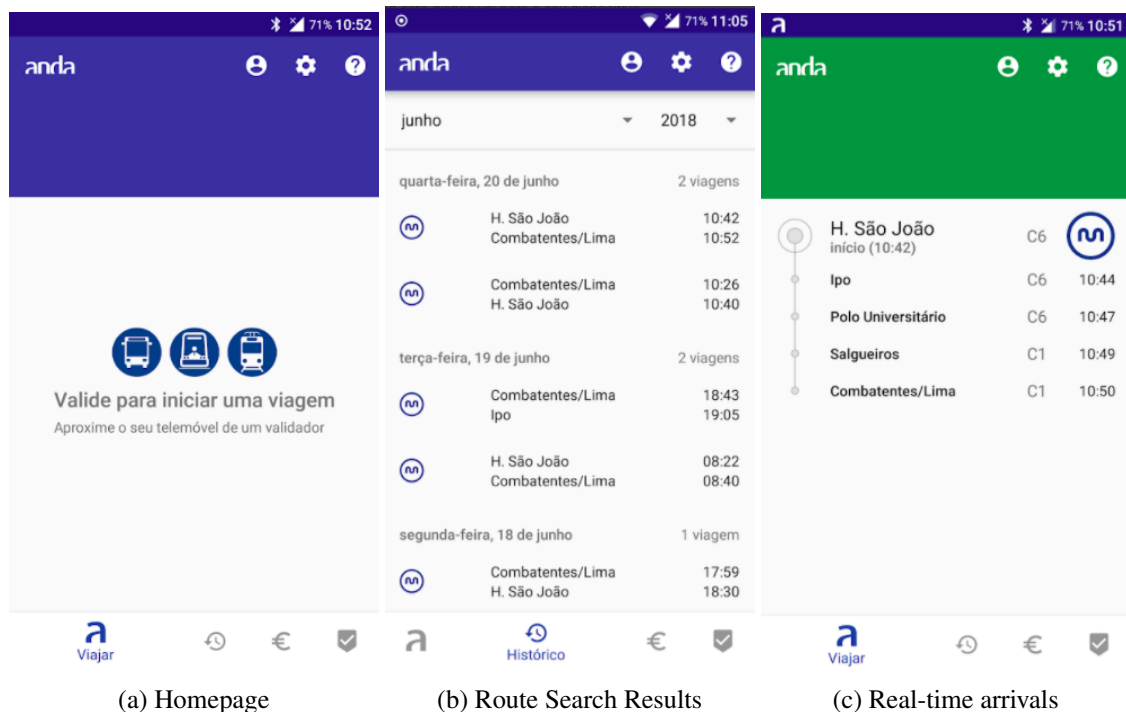 71% 10:52
anda
Valide para iniciar uma viagem
Aproxime o seu telemóvel de um validador
a
Viajar
€
(a) Homepage
71% 11:05
anda
junho 2018
quarta-feira, 20 de junho 2 viagens
H. São João 10:42
Combatentes/Lima 10:52
Combatentes/Lima 10:26
H. São João 10:40
terça-feira, 19 de junho 2 viagens
Combatentes/Lima 18:43
Ipo 19:05
H. São João 08:22
Combatentes/Lima 08:40
segunda-feira, 18 de junho 1 viagem
Combatentes/Lima 17:59
H. São João 18:30
a
Histórico
€
(b) Route Search Results
a 71% 10:51
anda
H. São João C6
início (10:42)
Ipo C6 10:44
Polo Universitário C6 10:47
Salgueiros C1 10:49
Combatentes/Lima C1 10:50
a
Viajar
€
(c) Real-time arrivals